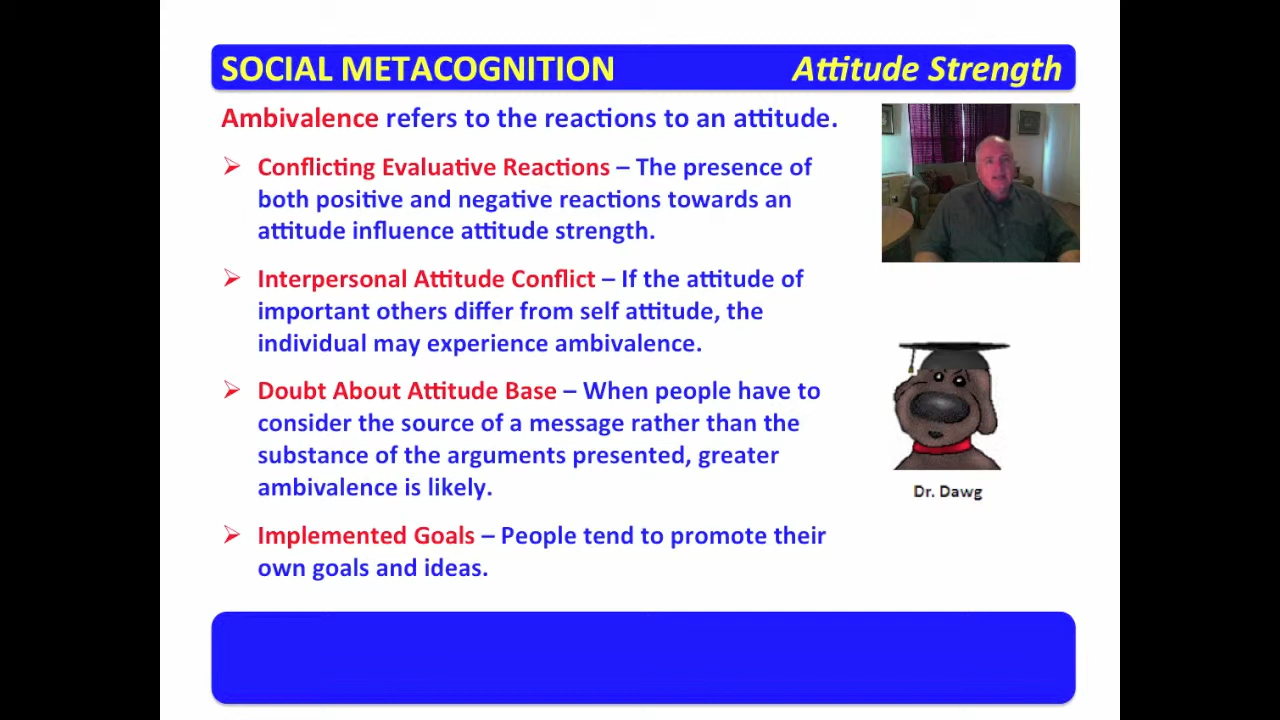 SOCIAL METACOGNITION Attitude Strength
Ambivalence refers to the reactions to an attitude.
➢ Conflicting Evaluative Reactions – The presence of
both positive and negative reactions towards an
attitude influence attitude strength.
➢ Interpersonal Attitude Conflict – If the attitude of
important others differ from self attitude, the
individual may experience ambivalence.
➢ Doubt About Attitude Base – When people have to
consider the source of a message rather than the
substance of the arguments presented, greater
ambivalence is likely.
➢ Implemented Goals – People tend to promote their
own goals and ideas.
Dr. Dawg